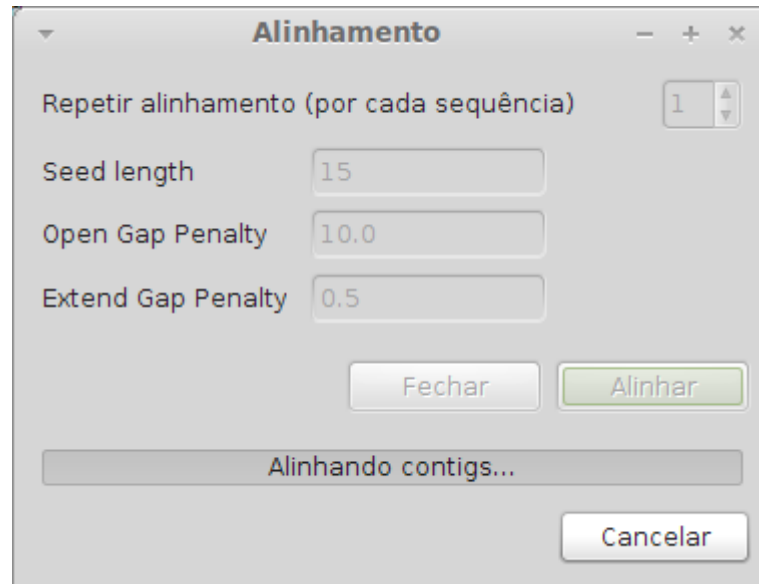 Alinhamento
Repetir alinhamento (por cada sequência) 1
Seed length 15
Open Gap Penalty 10.0
Extend Gap Penalty 0.5
Fechar Alinhar
Alinhando contigs...
Cancelar